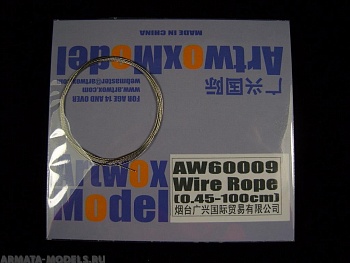 MADE IN CHINA
ArtwoxModel
广兴国际
webmaster@artwox.com
www.artwox.com
FOR AGE 14 AND OVER
Artwox
Model
AW60009
Wire Rope
(0.45-100cm)
烟台广兴国际贸易有限公司
ARMATA-MODELS.RU